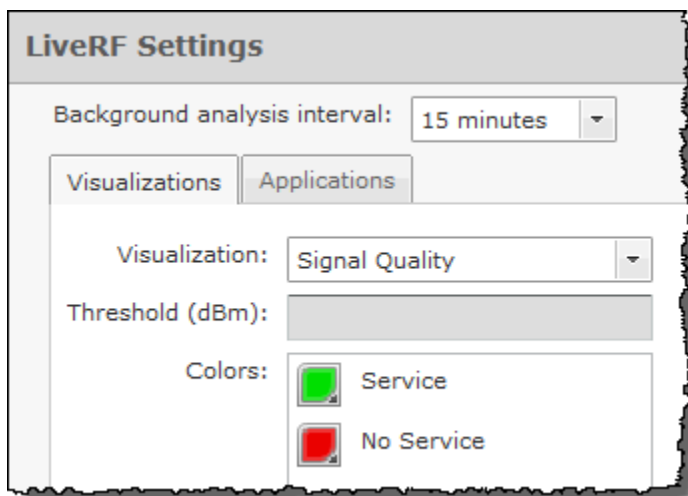 LiveRF Settings
Background analysis interval: 15 minutes
Visualizations Applications
Visualization: Signal Quality
Threshold (dBm):
Colors: Service
No Service